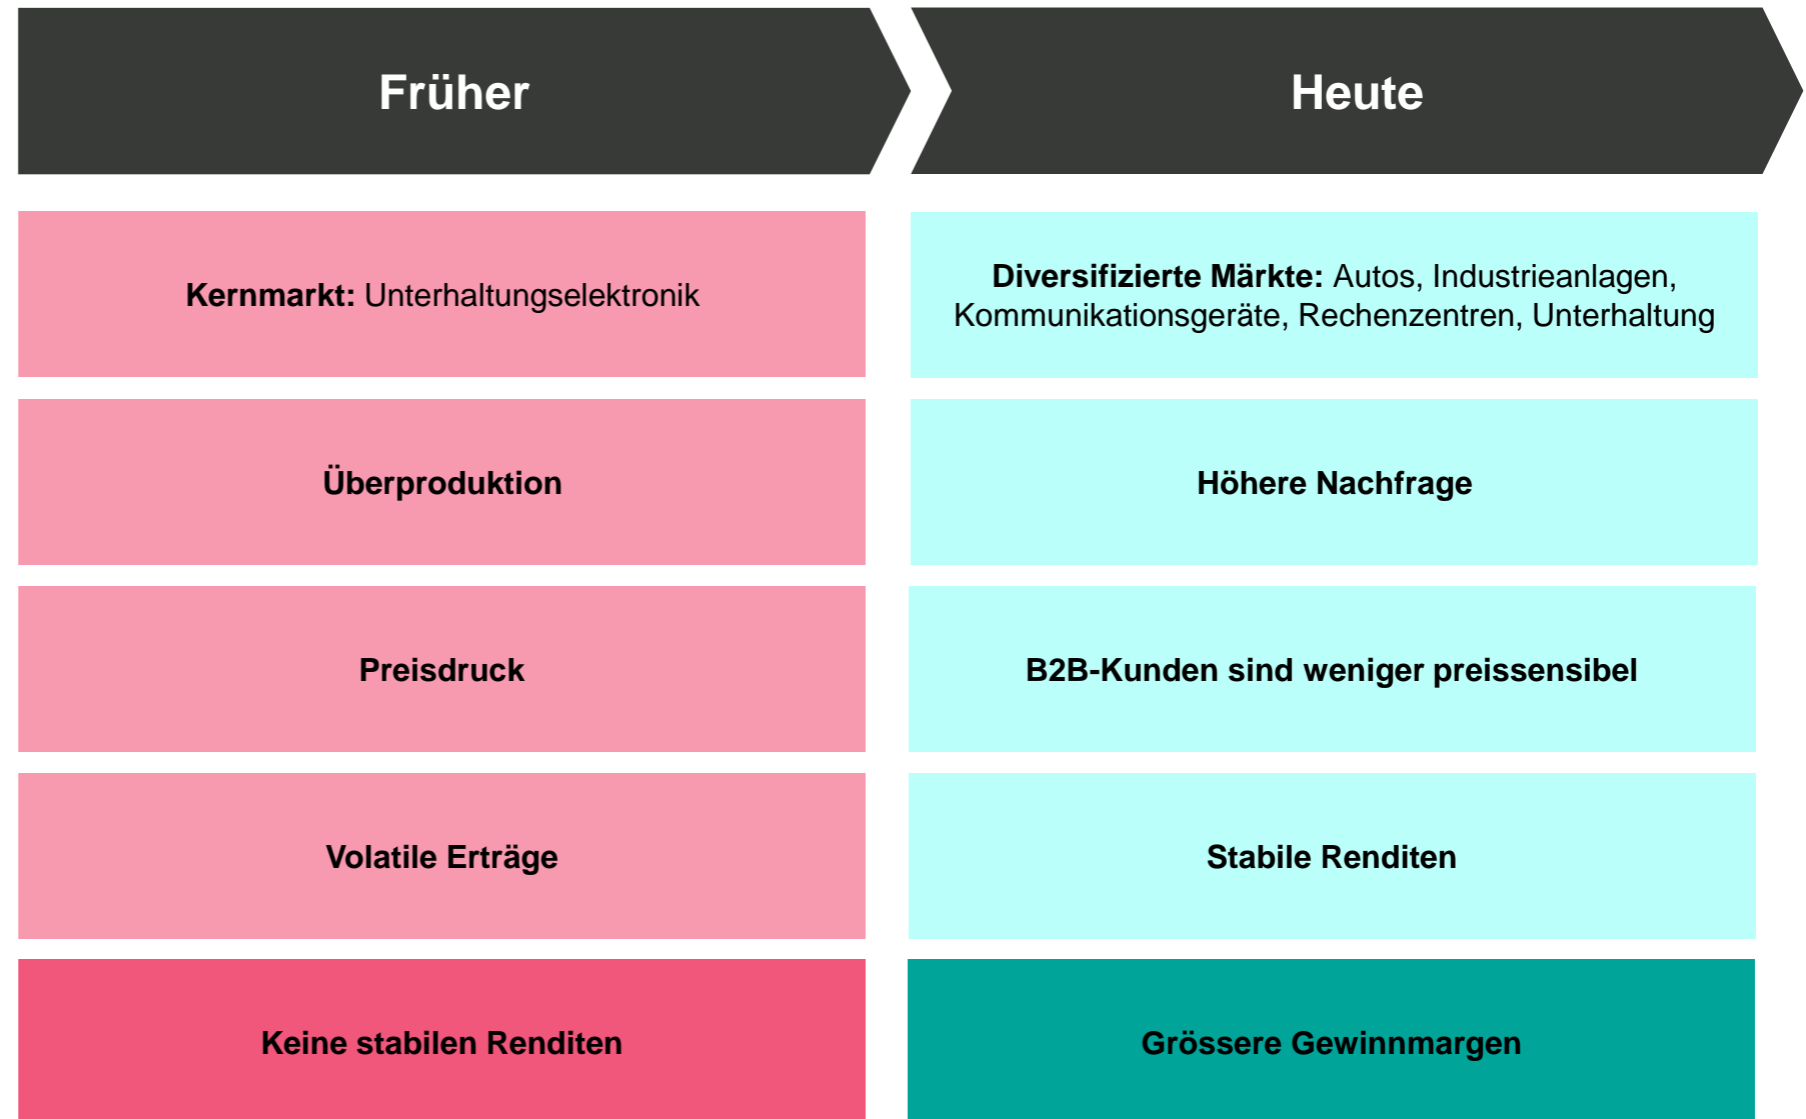 Früher
Heute
Kernmarkt: Unterhaltungselektronik
Diversifizierte Märkte: Autos, Industrieanlagen,
Kommunikationsgeräte, Rechenzentren, Unterhaltung
Überproduktion
Höhere Nachfrage
Preisdruck
B2B-Kunden sind weniger preissensibel
Volatile Erträge
Stabile Renditen
Keine stabilen Renditen
Grössere Gewinnmargen